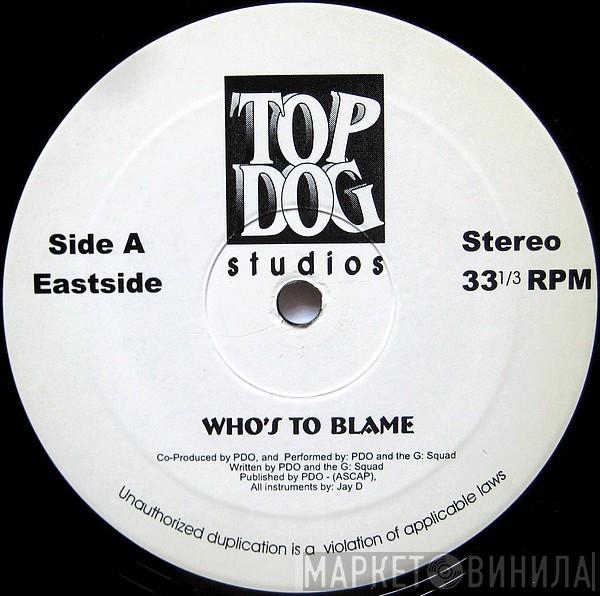 TOP
DOG
studios
Side A
Eastside
Stereo
33 1/3 RPM
WHO'S TO BLAME
Co-Produced by PDO, and Performed by: PDO and the G: Squad
Written by PDO and the G: Squad
Published by PDO - (ASCAP),
All instruments by: Jay D
Unauthorized duplication is a violation of applicable laws
МАРКЕТ ВИНИЛА